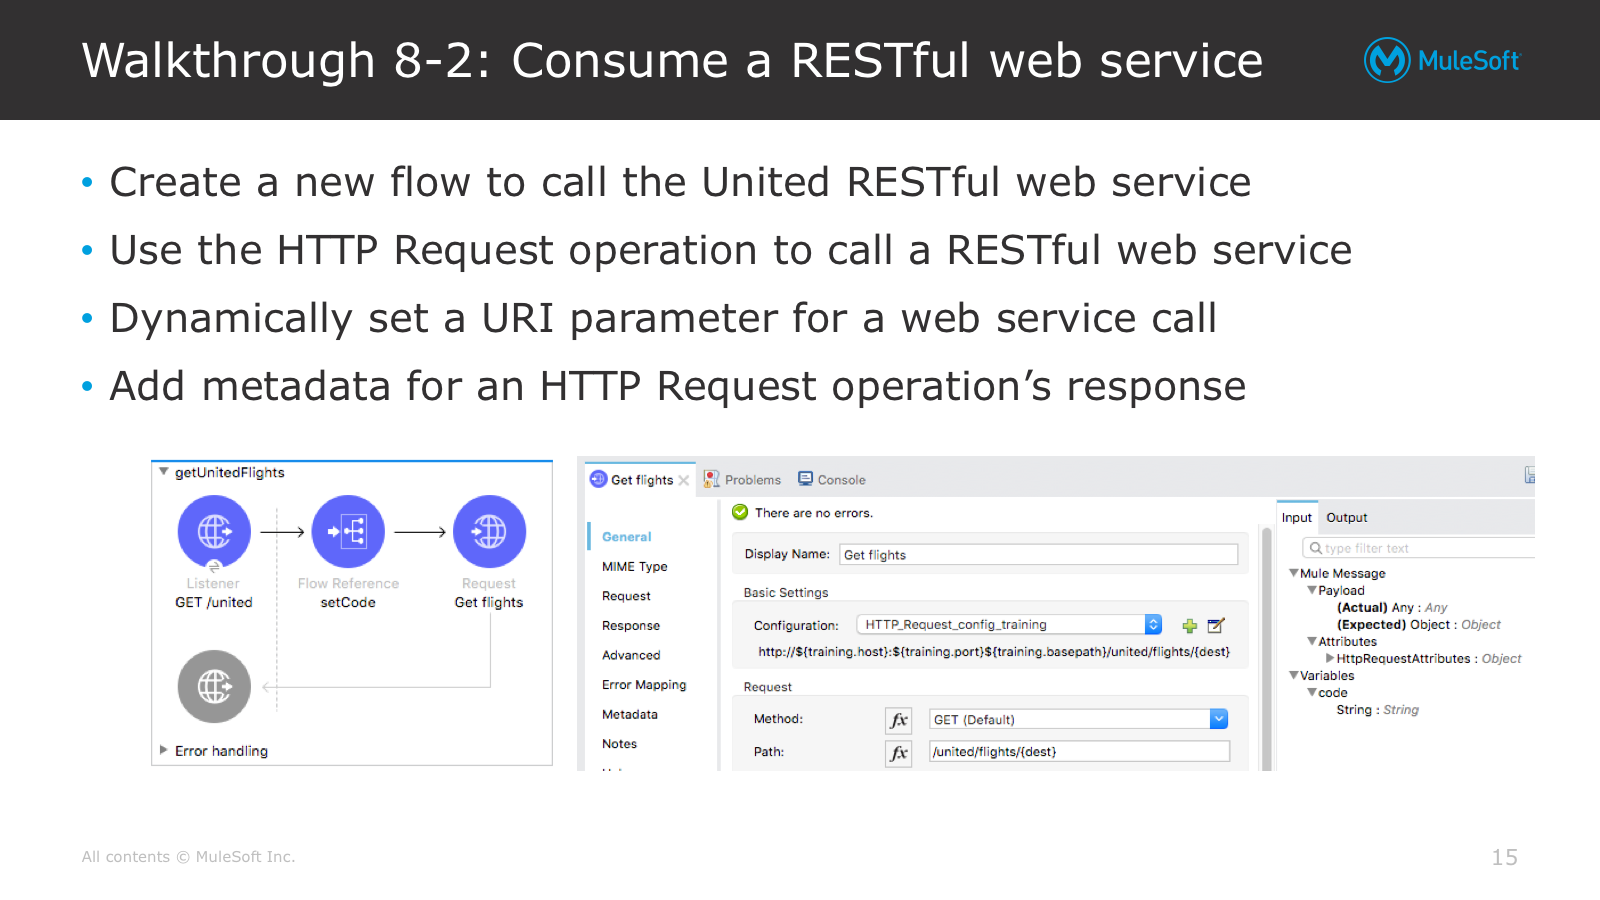 Walkthrough 8-2: Consume a RESTful web service
MuleSoft
• Create a new flow to call the United RESTful web service
• Use the HTTP Request operation to call a RESTful web service
• Dynamically set a URI parameter for a web service call
• Add metadata for an HTTP Request operation’s response
getUnitedFlights
Listener
GET /united
Flow Reference
setCode
Request
Get flights
Error handling
Get flights
Problems
Console
There are no errors.
General
MIME Type
Request
Response
Advanced
Error Mapping
Metadata
Notes
Display Name: Get flights
Basic Settings
Configuration: HTTP_Request_config_training
http://${training.host}:${training.port}${training.basepath}/united/flights/{dest}
Request
Method: fx GET (Default)
Path: fx /united/flights/{dest}
Input Output
type filter text
Mule Message
Payload
(Actual) Any : Any
(Expected) Object : Object
Attributes
HttpRequestAttributes : Object
Variables
code
String : String
All contents © MuleSoft Inc.
15